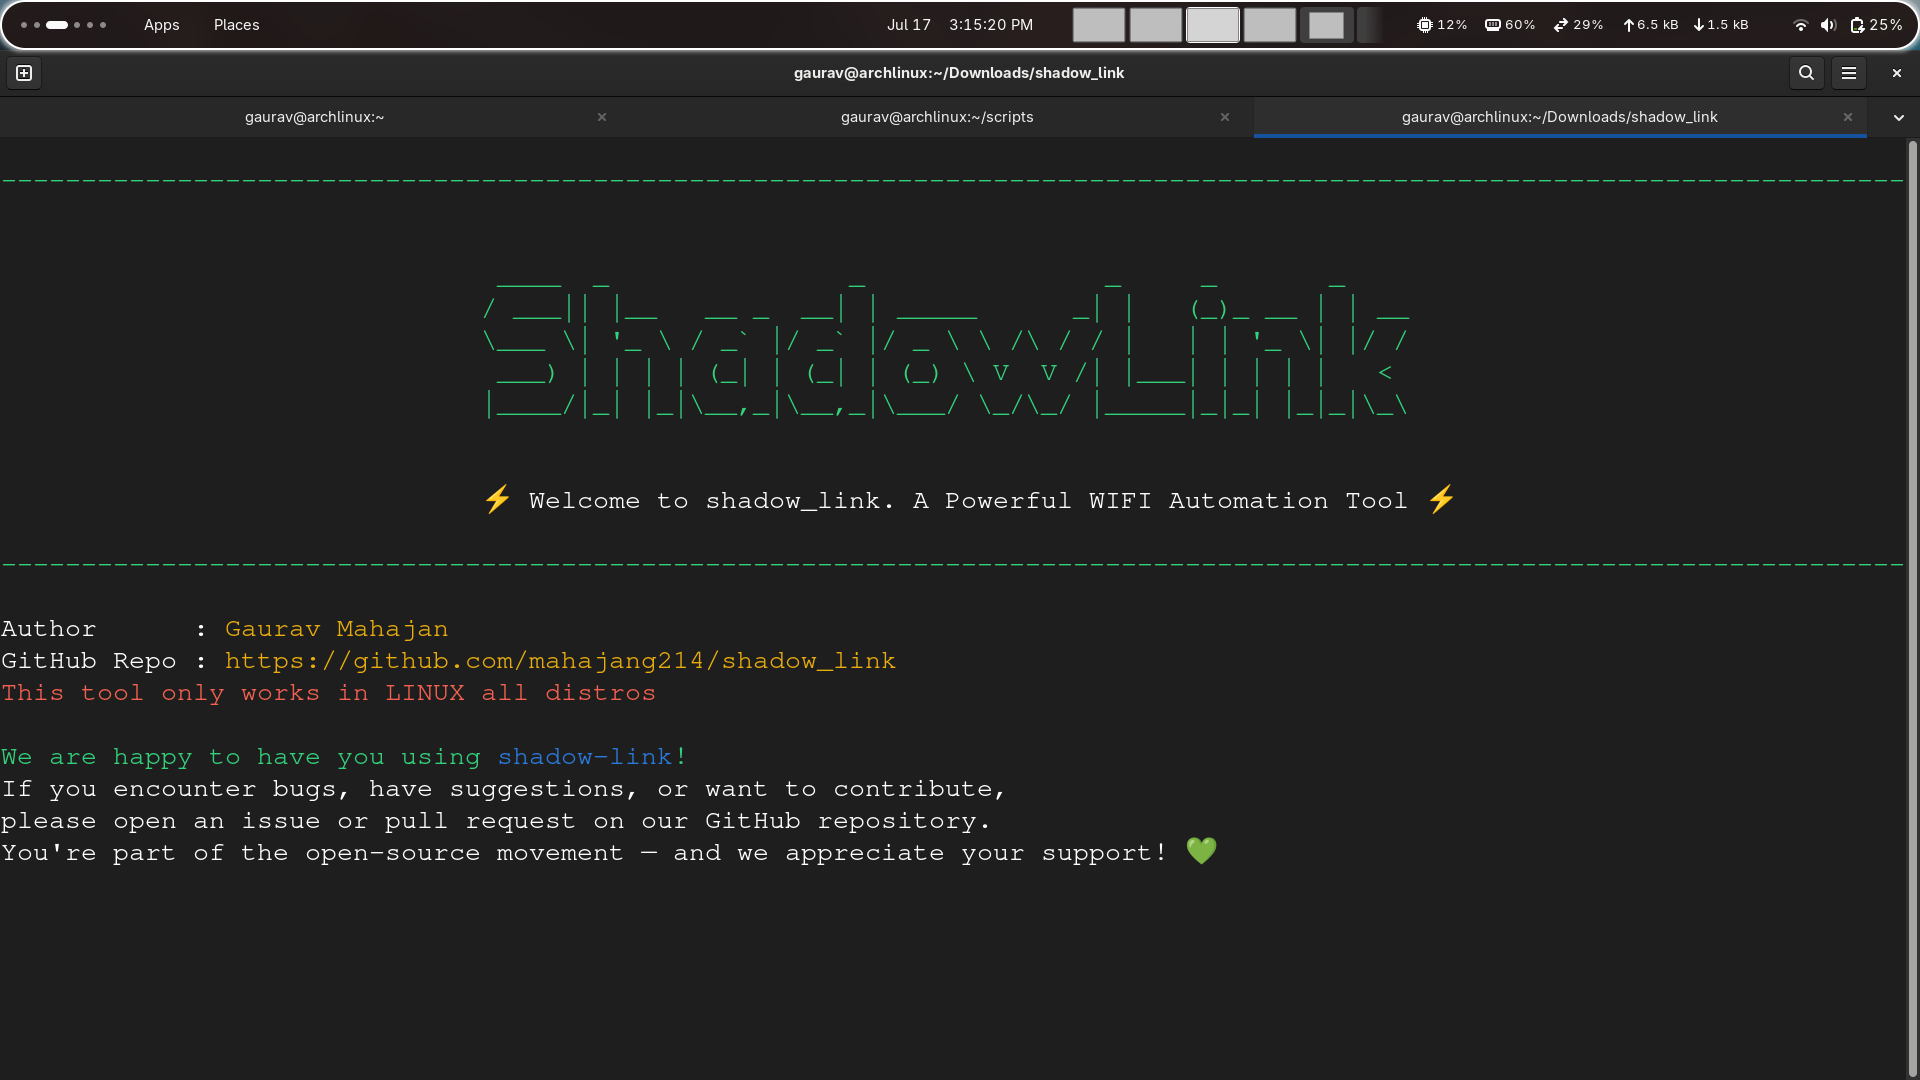 Apps Places Jul 17 3:15:20 PM 12% 60% 29% 6.5 kB 1.5 kB 25%
gaurav@archlinux:~/Downloads/shadow_link
gaurav@archlinux:~ gaurav@archlinux:~/scripts gaurav@archlinux:~/Downloads/shadow_link
ShadowLink
⚡ Welcome to shadow_link. A Powerful WIFI Automation Tool ⚡
Author : Gaurav Mahajan
GitHub Repo : https://github.com/mahajang214/shadow_link
This tool only works in LINUX all distros
We are happy to have you using shadow-link!
If you encounter bugs, have suggestions, or want to contribute,
please open an issue or pull request on our GitHub repository.
You're part of the open-source movement — and we appreciate your support! 💚